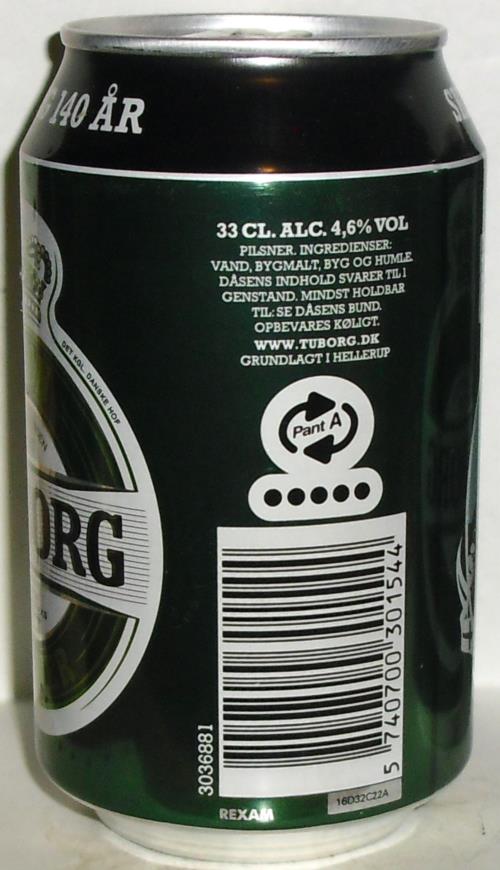 140 ÅR
33 CL. ALC. 4,6% VOL
PILSNER. INGREDIENSER:
VAND, BYGMALT, BYG OG HUMLE.
DÅSENS INDHOLD SVARER TIL 1
GENSTAND. MINDST HOLDBAR
TIL: SE DÅSENS BUND.
OPBEVARES KØLIGT.
WWW.TUBORG.DK
GRUNDLAGT I HELLERUP
DET KGL. DANSKE HOF
ORG
Pant A
5 740700 301544
3036881
REXAM
16D32C22A